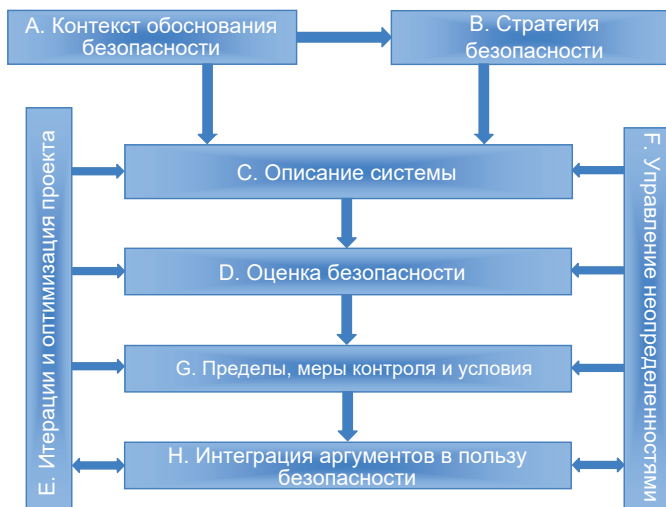 A. Контекст обоснования
безопасности
B. Стратегия
безопасности
E. Итерации и оптимизация проекта
F. Управление неопределенностями
C. Описание системы
D. Оценка безопасности
G. Пределы, меры контроля и условия
H. Интеграция аргументов в пользу
безопасности